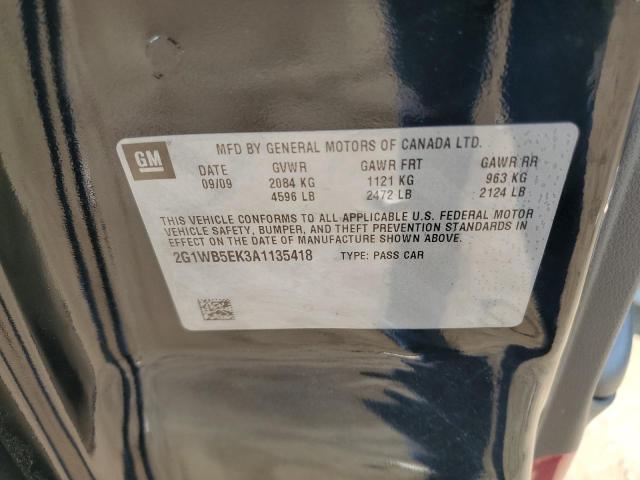 GM
MFD BY GENERAL MOTORS OF CANADA LTD.
DATE GVWR GAWR FRT GAWR RR
09/09 2084 KG 1121 KG 963 KG
4596 LB 2472 LB 2124 LB
THIS VEHICLE CONFORMS TO ALL APPLICABLE U.S. FEDERAL MOTOR
VEHICLE SAFETY, BUMPER, AND THEFT PREVENTION STANDARDS IN
EFFECT ON THE DATE OF MANUFACTURE SHOWN ABOVE.
2G1WB5EK3A1135418 TYPE: PASS CAR